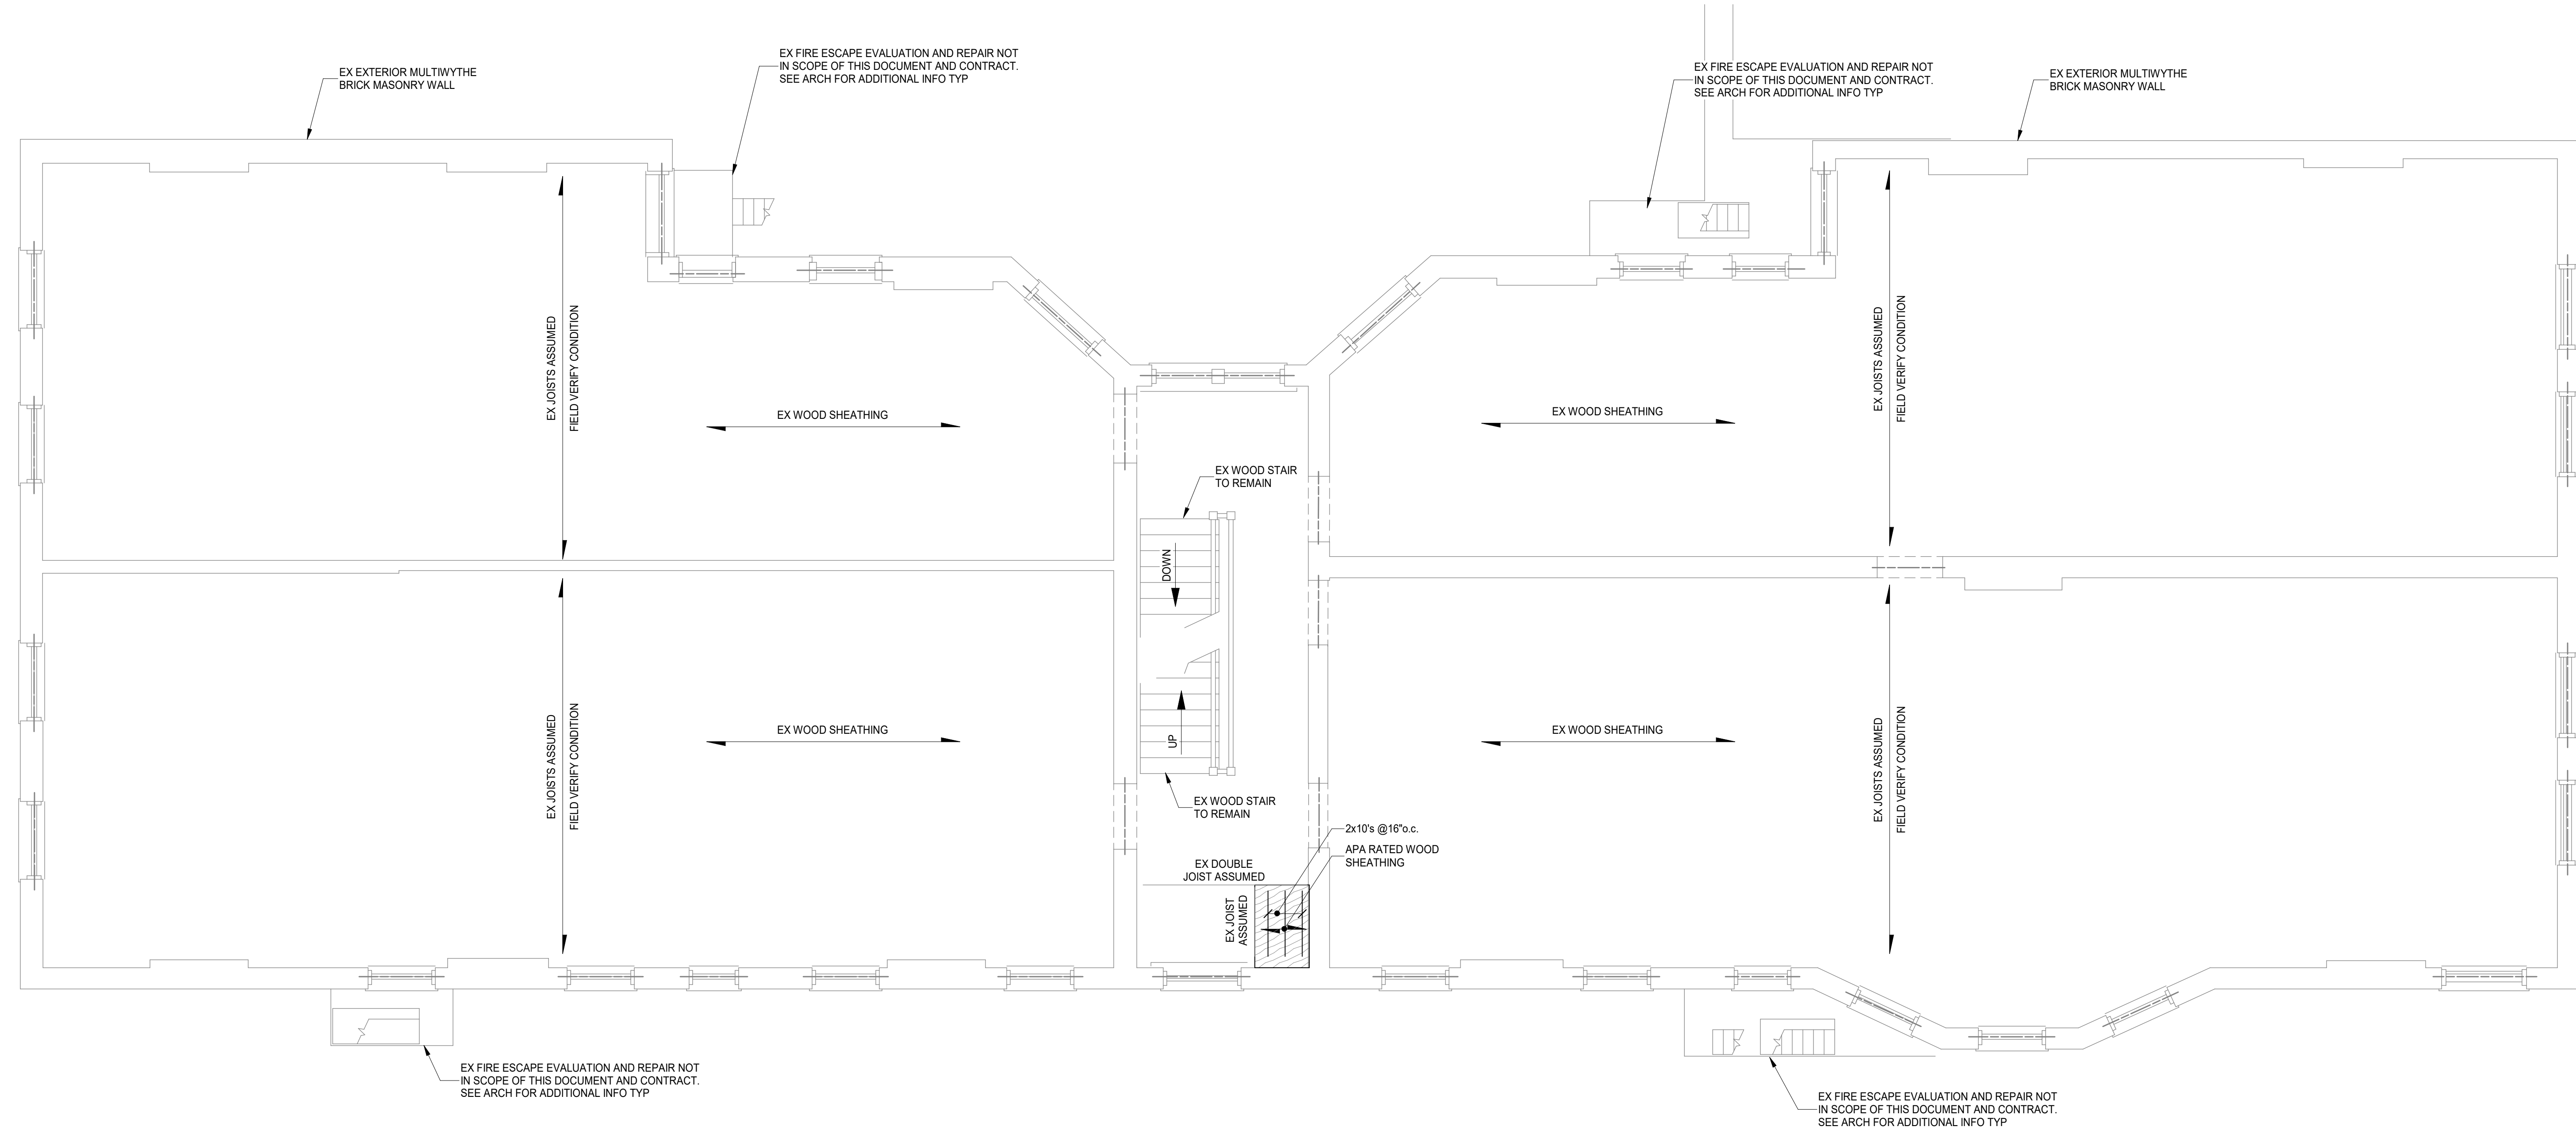 EX EXTERIOR MULTIWYTHE
BRICK MASONRY WALL
EX FIRE ESCAPE EVALUATION AND REPAIR NOT
IN SCOPE OF THIS DOCUMENT AND CONTRACT.
SEE ARCH FOR ADDITIONAL INFO TYP
EX FIRE ESCAPE EVALUATION AND REPAIR NOT
IN SCOPE OF THIS DOCUMENT AND CONTRACT.
SEE ARCH FOR ADDITIONAL INFO TYP
EX EXTERIOR MULTIWYTHE
BRICK MASONRY WALL
EX JOISTS ASSUMED
FIELD VERIFY CONDITION
EX WOOD SHEATHING
EX WOOD SHEATHING
EX JOISTS ASSUMED
FIELD VERIFY CONDITION
EX WOOD STAIR
TO REMAIN
DOWN
UP
EX WOOD STAIR
TO REMAIN
EX JOISTS ASSUMED
FIELD VERIFY CONDITION
EX WOOD SHEATHING
EX WOOD SHEATHING
EX JOISTS ASSUMED
FIELD VERIFY CONDITION
2x10's @16"o.c.
APA RATED WOOD
SHEATHING
EX DOUBLE
JOIST ASSUMED
EX JOIST
ASSUMED
EX FIRE ESCAPE EVALUATION AND REPAIR NOT
IN SCOPE OF THIS DOCUMENT AND CONTRACT.
SEE ARCH FOR ADDITIONAL INFO TYP
EX FIRE ESCAPE EVALUATION AND REPAIR NOT
IN SCOPE OF THIS DOCUMENT AND CONTRACT.
SEE ARCH FOR ADDITIONAL INFO TYP